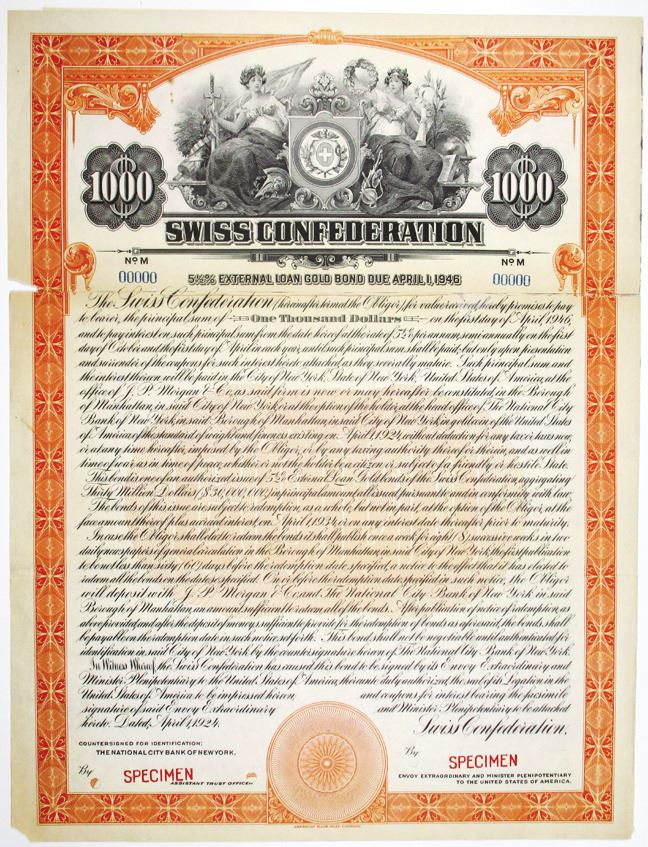 1000
1000
SWISS CONFEDERATION
No M
No M
00000
00000
5½% EXTERNAL LOAN GOLD BOND DUE APRIL 1, 1946
The Swiss Confederation (hereinafter termed the Obligor) for value received, hereby promises to pay
to bearer, the principal sum of One Thousand Dollars on the first day of April, 1946,
and to pay interest on such principal sum from the date hereof at the rate of 5½% per annum, semi-annually on the first
day of October and the first day of April in each year, until such principal sum shall be paid, but only upon presentation
and surrender of the coupons for such interest hereto attached as they severally mature. Such principal sum and
the interest thereon will be paid in the City of New York, State of New York, United States of America, at the
office of J. P. Morgan & Co. as said firm is now or may hereafter be constituted in the Borough
of Manhattan, in said City of New York, or at the option of the holder, at the head office of The National City
Bank of New York, in said Borough of Manhattan, in said City of New York, in gold coin of the United States
of America of the standard of weight and fineness existing on April 1, 1924, without deduction for any tax or taxes now,
or at any time hereafter, imposed by the Obligor, or by any taxing authority thereof or therein, and as well in
time of war as in time of peace, whether or not the holder be a citizen or subject of a friendly or hostile State.
This bond is one of an authorized issue of 5½% External Loan Gold bonds of the Swiss Confederation, aggregating
Thirty Million Dollars ($30,000,000) in principal amount, all issued pursuant to and in conformity with law.
The bonds of this issue are subject to redemption, as a whole, but not in part, at the option of the Obligor, at the
face amount thereof plus accrued interest, on April 1, 1934, or on any interest date thereafter prior to maturity.
In case the Obligor shall elect to redeem the bonds it shall publish once a week for eight (8) successive weeks in two
daily newspapers of general circulation in the Borough of Manhattan, in said City of New York, the first publication
to be not less than sixty (60) days before the redemption date specified, a notice to the effect that it has elected to
redeem all the bonds on the date so specified. On or before the redemption date specified in such notice, the Obligor
will deposit with J. P. Morgan & Co. and The National City Bank of New York in said
Borough of Manhattan, an amount sufficient to redeem all of the bonds. After publication of notice of redemption, as
above provided, and after the deposit of moneys sufficient to provide for the redemption of bonds as aforesaid, the bonds shall
be payable on the redemption date in such notice set forth. This bond shall not be negotiable until authenticated for
identification in said City of New York by the countersignature hereon of The National City Bank of New York.
In Witness Whereof, the Swiss Confederation has caused this bond to be signed by its Envoy Extraordinary and
Minister Plenipotentiary to the United States of America, thereunto duly authorized, the seal of its Legation in the
United States of America to be impressed hereon and coupons for interest bearing the facsimile
signature of said Envoy Extraordinary and Minister Plenipotentiary to be attached
hereto. Dated, April 1, 1924.
Swiss Confederation,
COUNTERSIGNED FOR IDENTIFICATION:
THE NATIONAL CITY BANK OF NEW YORK.
By SPECIMEN
ASSISTANT TRUST OFFICER
By SPECIMEN
ENVOY EXTRAORDINARY AND MINISTER PLENIPOTENTIARY
TO THE UNITED STATES OF AMERICA.
AMERICAN BANK NOTE COMPANY